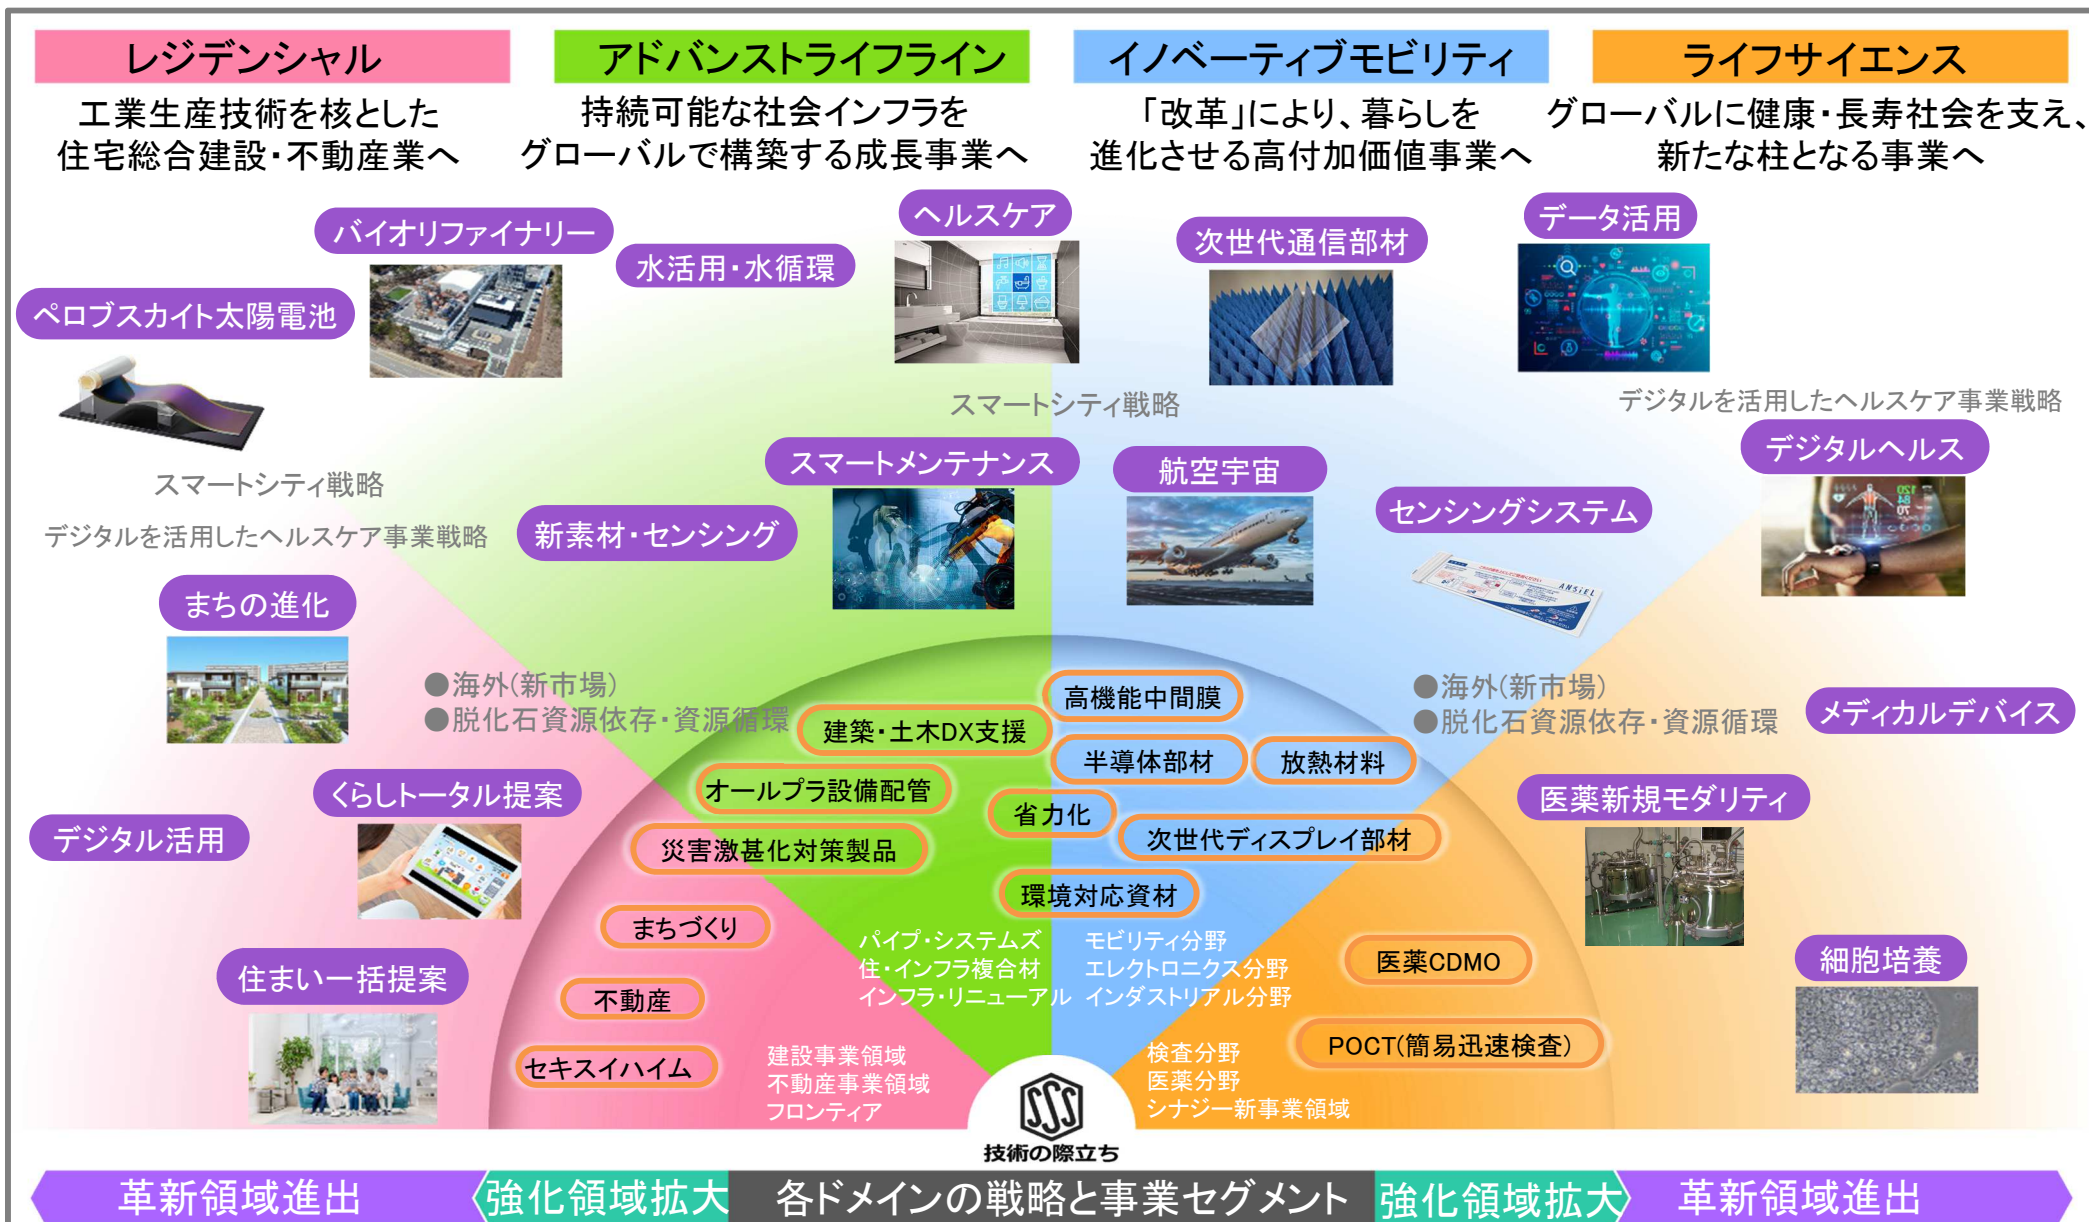 レジデンシャル
工業生産技術を核とした
住宅総合建設・不動産業へ
アドバンストライフライン
持続可能な社会インフラを
グローバルで構築する成長事業へ
イノベーティブモビリティ
「改革」により、暮らしを
進化させる高付加価値事業へ
ライフサイエンス
グローバルに健康・長寿社会を支え、
新たな柱となる事業へ
バイオリファイナリー
水活用・水循環
ヘルスケア
次世代通信部材
データ活用
ペロブスカイト太陽電池
スマートシティ戦略
デジタルを活用したヘルスケア事業戦略
スマートメンテナンス
航空宇宙
デジタルヘルス
スマートシティ戦略
デジタルを活用したヘルスケア事業戦略
新素材・センシング
センシングシステム
ANSiEL
120
84
70
まちの進化
●海外(新市場)
●脱化石資源依存・資源循環
●海外(新市場)
●脱化石資源依存・資源循環
メディカルデバイス
高機能中間膜
建築・土木DX支援
半導体部材
放熱材料
オールプラ設備配管
省力化
くらしトータル提案
医薬新規モダリティ
デジタル活用
災害激甚化対策製品
次世代ディスプレイ部材
環境対応資材
まちづくり
パイプ・システムズ
住・インフラ複合材
インフラ・リニューアル
モビリティ分野
エレクトロニクス分野
インダストリアル分野
医薬CDMO
細胞培養
住まい一括提案
不動産
セキスイハイム
建設事業領域
不動産事業領域
フロンティア
検査分野
医薬分野
シナジー新事業領域
POCT(簡易迅速検査)
SSS
技術の際立ち
革新領域進出
強化領域拡大
各ドメインの戦略と事業セグメント
強化領域拡大
革新領域進出